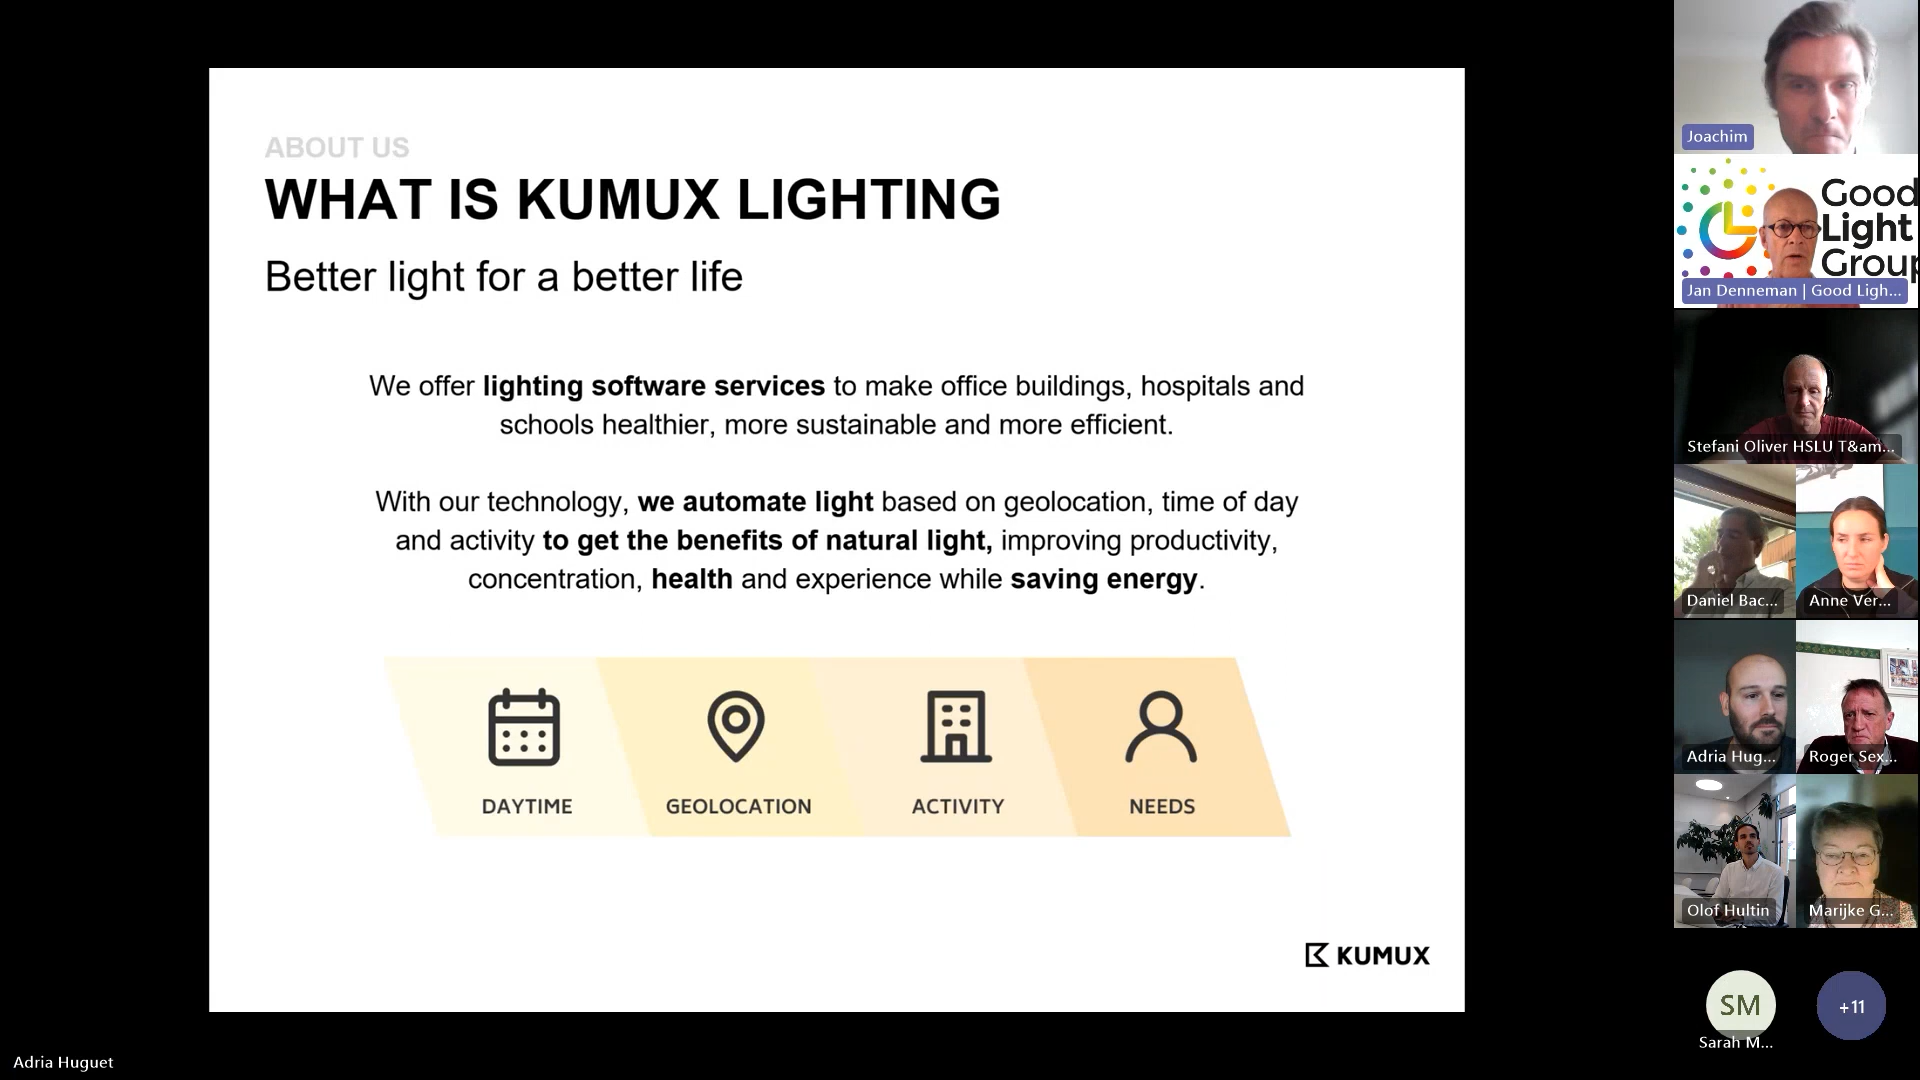 ABOUT US
WHAT IS KUMUX LIGHTING
Better light for a better life
We offer lighting software services to make office buildings, hospitals and
schools healthier, more sustainable and more efficient.
With our technology, we automate light based on geolocation, time of day
and activity to get the benefits of natural light, improving productivity,
concentration, health and experience while saving energy.
DAYTIME
GEOLOCATION
ACTIVITY
NEEDS
KUMUX
Adria Huguet
Joachim
Good
Light
Group
Jan Denneman | Good Ligh...
Stefani Oliver HSLU T&am...
Daniel Bac...
Anne Ver...
Adria Hug...
Roger Sex...
Olof Hultin
Marijke G...
SM
Sarah M...
+11